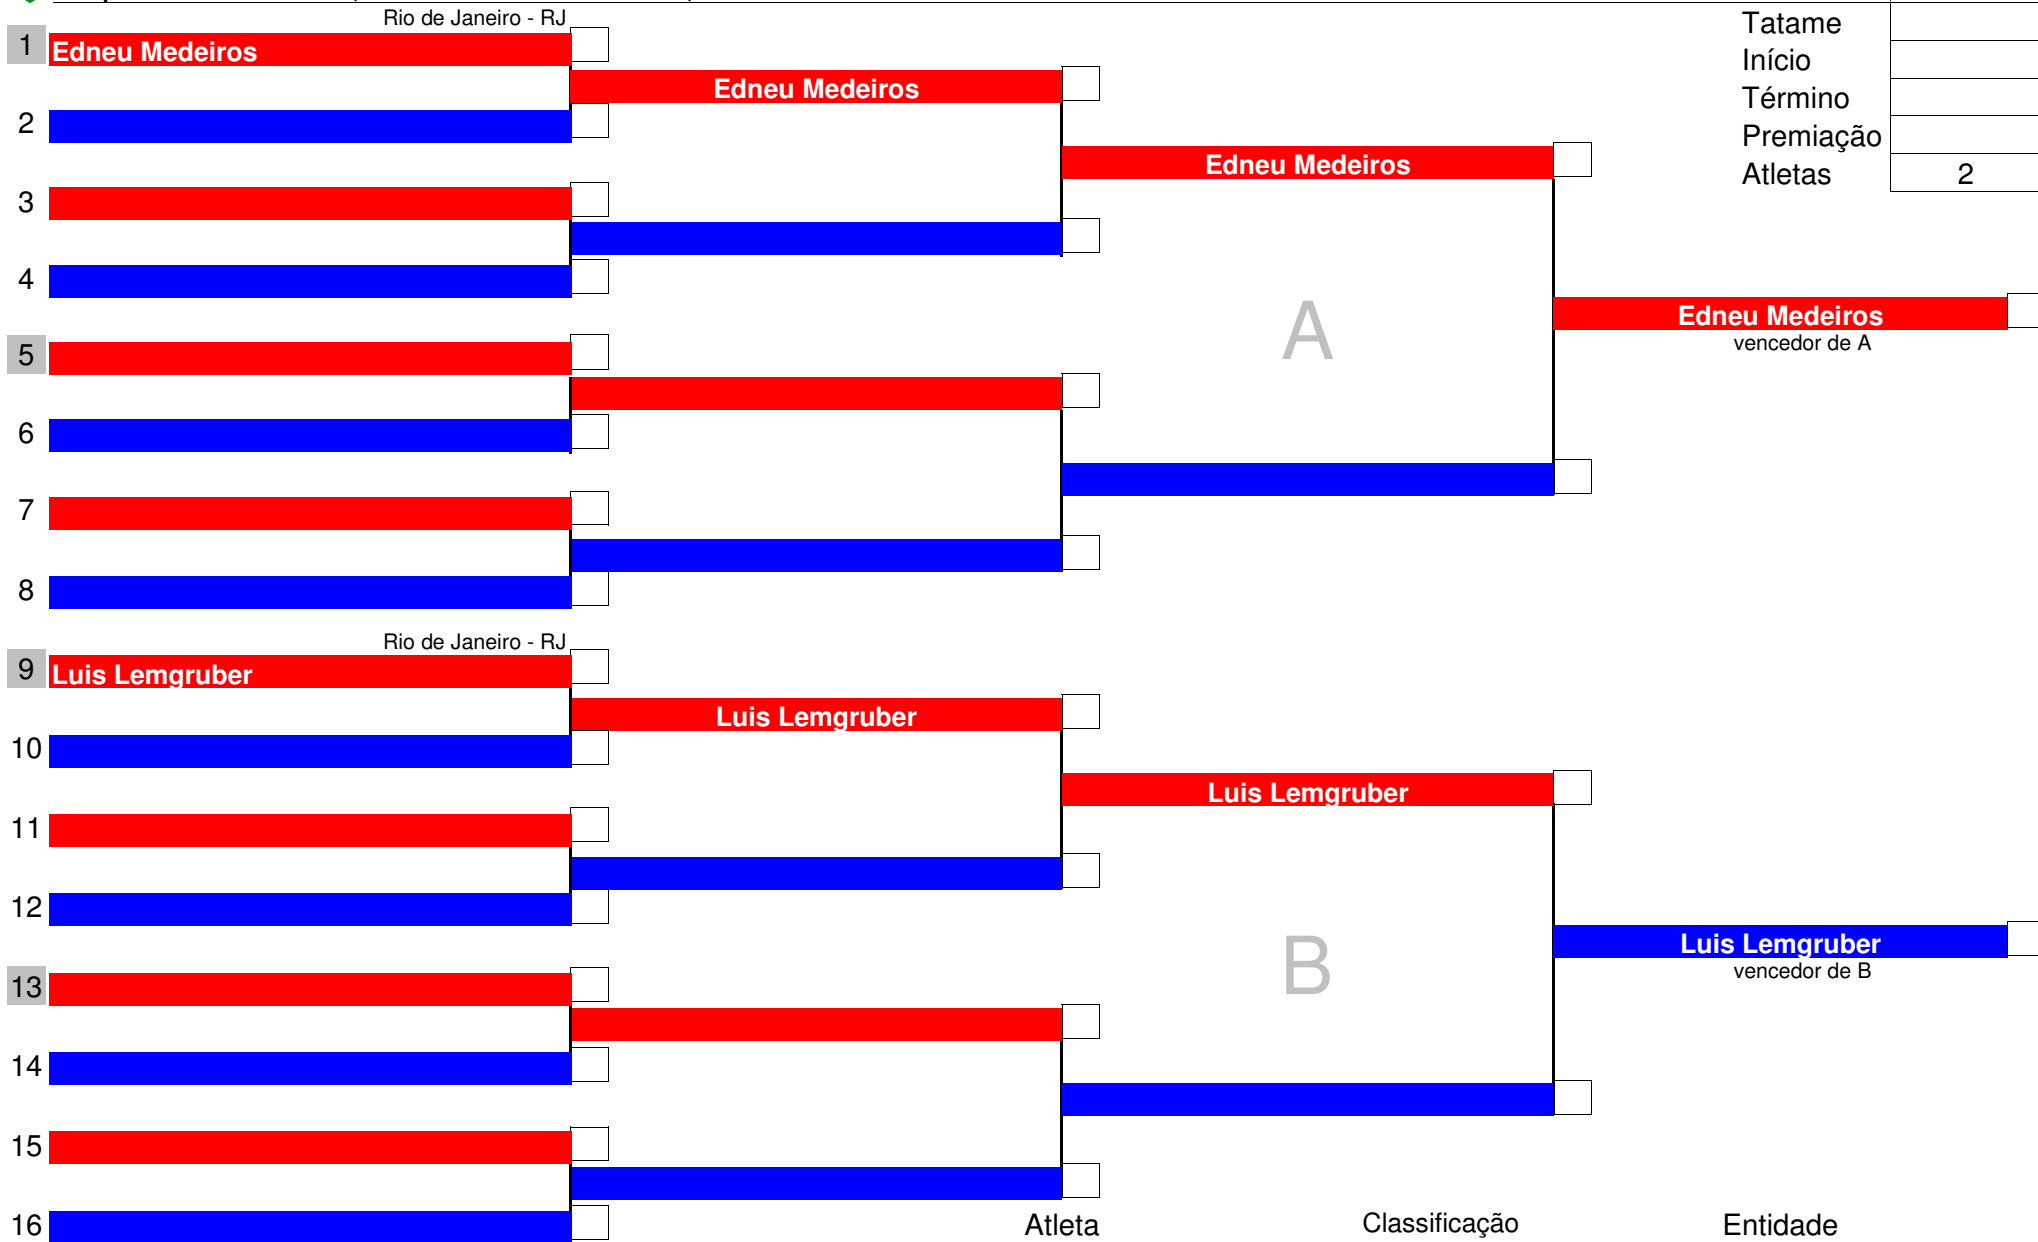 Rio de Janeiro - RJ
Tatame
1 Edneu Medeiros
Edneu Medeiros
Início
Término
2
Premiação
Edneu Medeiros
Atletas 2
3
4
A
Edneu Medeiros
vencedor de A
5
6
7
8
Rio de Janeiro - RJ
9 Luis Lemgruber
Luis Lemgruber
10
Luis Lemgruber
11
12
B
Luis Lemgruber
vencedor de B
13
14
15
16
Atleta Classificação Entidade